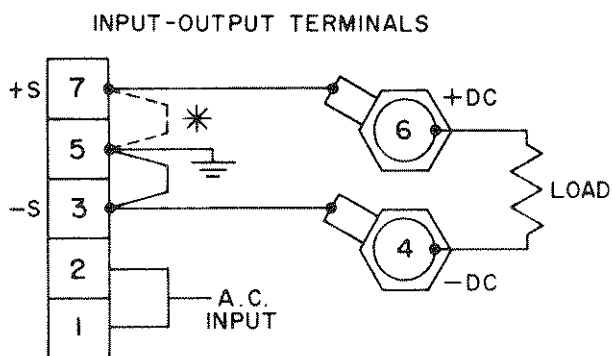 INPUT-OUTPUT TERMINALS
+S 7
+DC
6
5
LOAD
-S 3
4
-DC
2
A.C.
INPUT
1